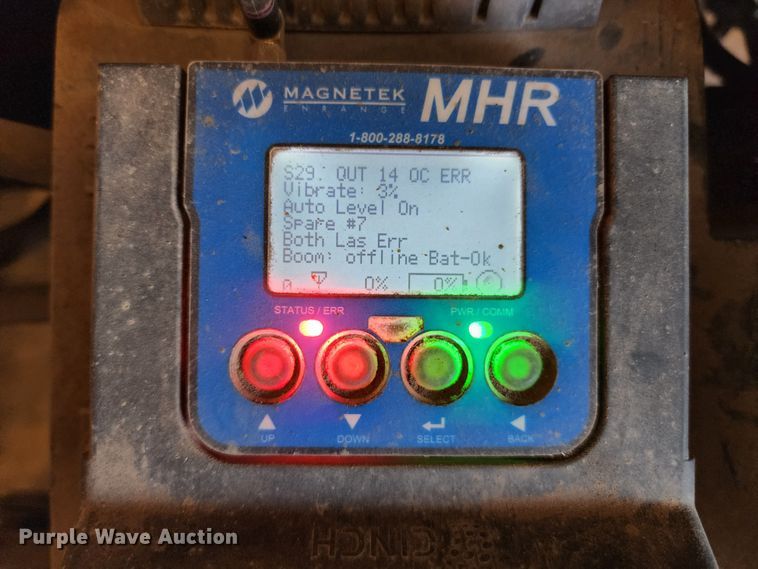 MAGNETEK
ENRANGE
MHR
1-800-288-8178
S29. OUT 14 OC ERR
Vibrate: 3%
Auto Level On
Spare #7
Both Las Err
Boom: offline Bat-Ok
0 0% 0%
STATUS / ERR
PWR / COMM
UP
DOWN
SELECT
BACK
CINCH
Purple Wave Auction